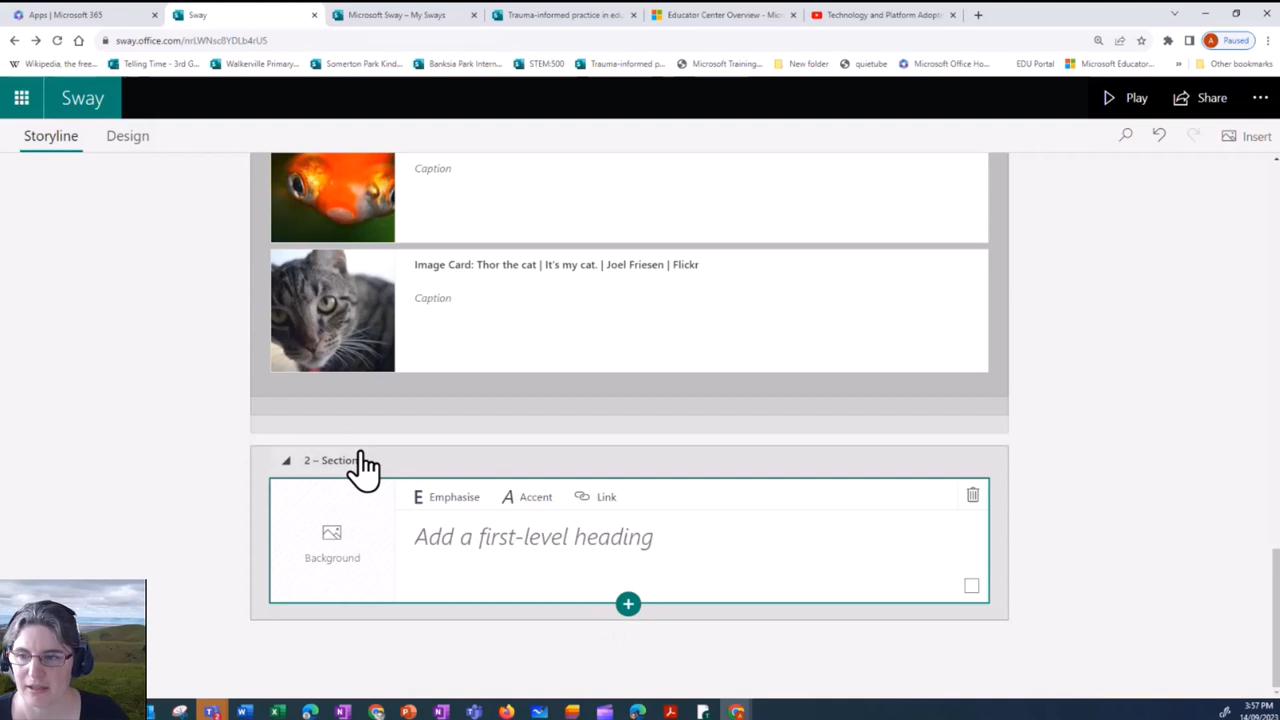 Apps | Microsoft 365
Sway
Microsoft Sway – My Sways
Trauma-informed practice in edu
Educator Center Overview - Mic
Technology and Platform Adopt
sway.office.com/nrLWNsc8YDLb4rU5
Paused
Wikipedia, the free...
Telling Time - 3rd G...
Walkerville Primary...
Somerton Park Kind...
Banksia Park Intern...
STEM:500
Trauma-informed p...
Microsoft Training...
New folder
quietube
Microsoft Office Ho...
EDU Portal
Microsoft Educator...
»
Other bookmarks
Sway
Play
Share
Storyline
Design
Insert
Caption
Image Card: Thor the cat | It's my cat. | Joel Friesen | Flickr
Caption
2 – Section
E Emphasise
A Accent
Link
Background
Add a first-level heading
3:57 PM
14/09/2023